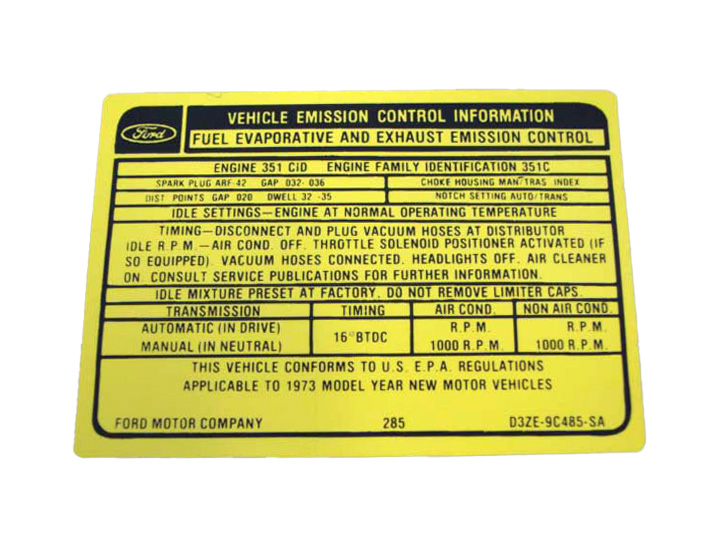 VEHICLE EMISSION CONTROL INFORMATION
Ford
FUEL EVAPORATIVE AND EXHAUST EMISSION CONTROL
ENGINE 351 CiD ENGINE FAMILY IDENTIFICATION 351C
SPARK PLUG ARF-42 GAP 032-036 CHOKE HOUSING MAN/TRAS INDEX
DIST POINTS GAP 020 DWELL 32-35 NOTCH SETTING AUTO/TRANS
IDLE SETTINGS—ENGINE AT NORMAL OPERATING TEMPERATURE
TIMING—DISCONNECT AND PLUG VACUUM HOSES AT DISTRIBUTOR
IDLE R.P.M.—AIR COND. OFF. THROTTLE SOLENOID POSITIONER ACTIVATED (IF
SO EQUIPPED). VACUUM HOSES CONNECTED. HEADLIGHTS OFF. AIR CLEANER
ON CONSULT SERVICE PUBLICATIONS FOR FURTHER INFORMATION.
IDLE MIXTURE PRESET AT FACTORY. DO NOT REMOVE LIMITER CAPS.
TRANSMISSION TIMING AIR COND. NON AIR COND.
AUTOMATIC (IN DRIVE) 16° BTDC R.P.M. R.P.M.
MANUAL (IN NEUTRAL) 1000 R.P.M. 1000 R.P.M.
THIS VEHICLE CONFORMS TO U.S. E.P.A. REGULATIONS
APPLICABLE TO 1973 MODEL YEAR NEW MOTOR VEHICLES
FORD MOTOR COMPANY 285 D3ZE-9C485-SA